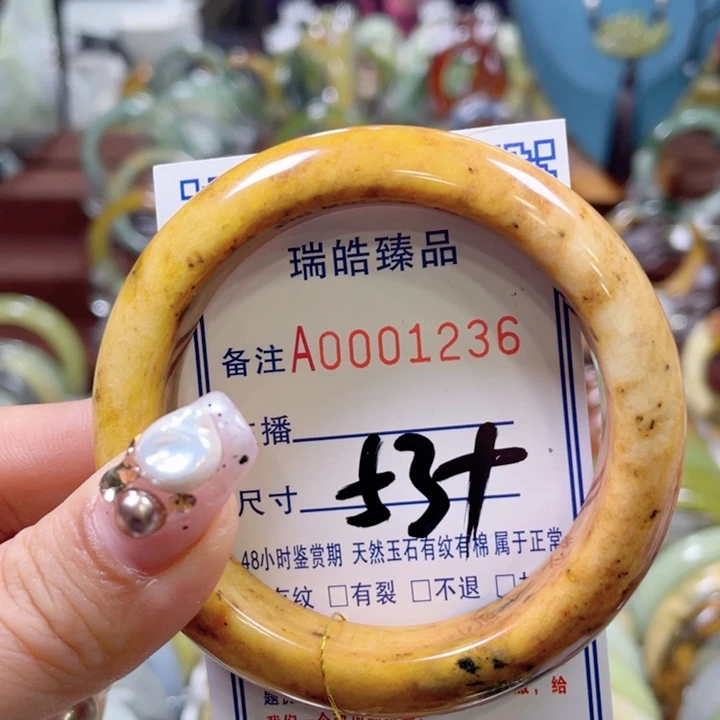 瑞皓臻品
备注A0001236
播
尺寸 53+
48小时鉴赏期 天然玉石有纹有棉 属于正常
有纹 □有裂 □不退 □